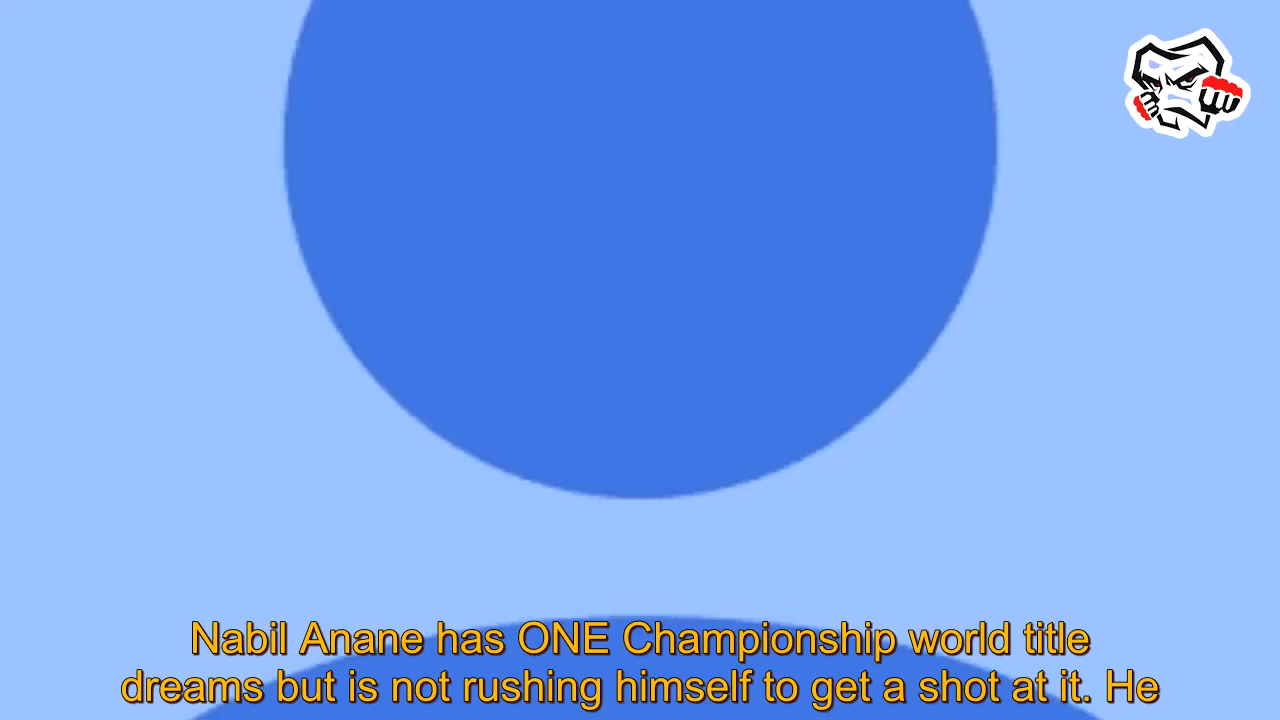 Nabil Anane has ONE Championship world title
dreams but is not rushing himself to get a shot at it. He